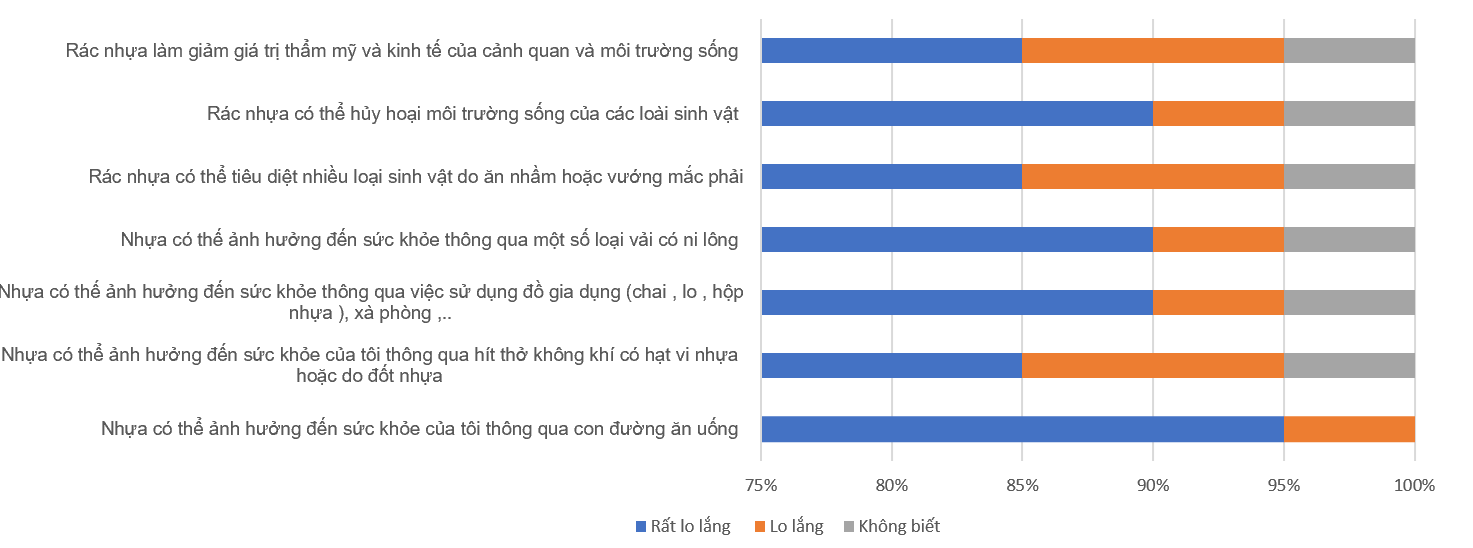 Rác nhựa làm giảm giá trị thẩm mỹ và kinh tế của cảnh quan và môi trường sống
Rác nhựa có thể hủy hoại môi trường sống của các loài sinh vật
Rác nhựa có thể tiêu diệt nhiều loại sinh vật do ăn nhầm hoặc vướng mắc phải
Nhựa có thế ảnh hưởng đến sức khỏe thông qua một số loại vải có ni lông
Nhựa có thế ảnh hưởng đến sức khỏe thông qua việc sử dụng đồ gia dụng (chai , lo , hộp
nhựa ), xà phòng ,..
Nhựa có thể ảnh hưởng đến sức khỏe của tôi thông qua hít thở không khí có hạt vi nhựa
hoặc do đốt nhựa
Nhựa có thể ảnh hưởng đến sức khỏe của tôi thông qua con đường ăn uống
75% 80% 85% 90% 95% 100%
Rất lo lắng Lo lắng Không biết